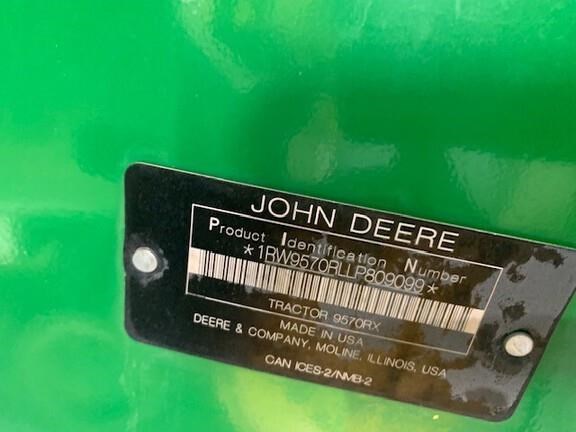 JOHN DEERE
Product Identification Number
*1RW9570RLLP809099*
TRACTOR 9570RX
MADE IN USA
DEERE & COMPANY, MOLINE, ILLINOIS, USA
CAN ICES-2/NMB-2